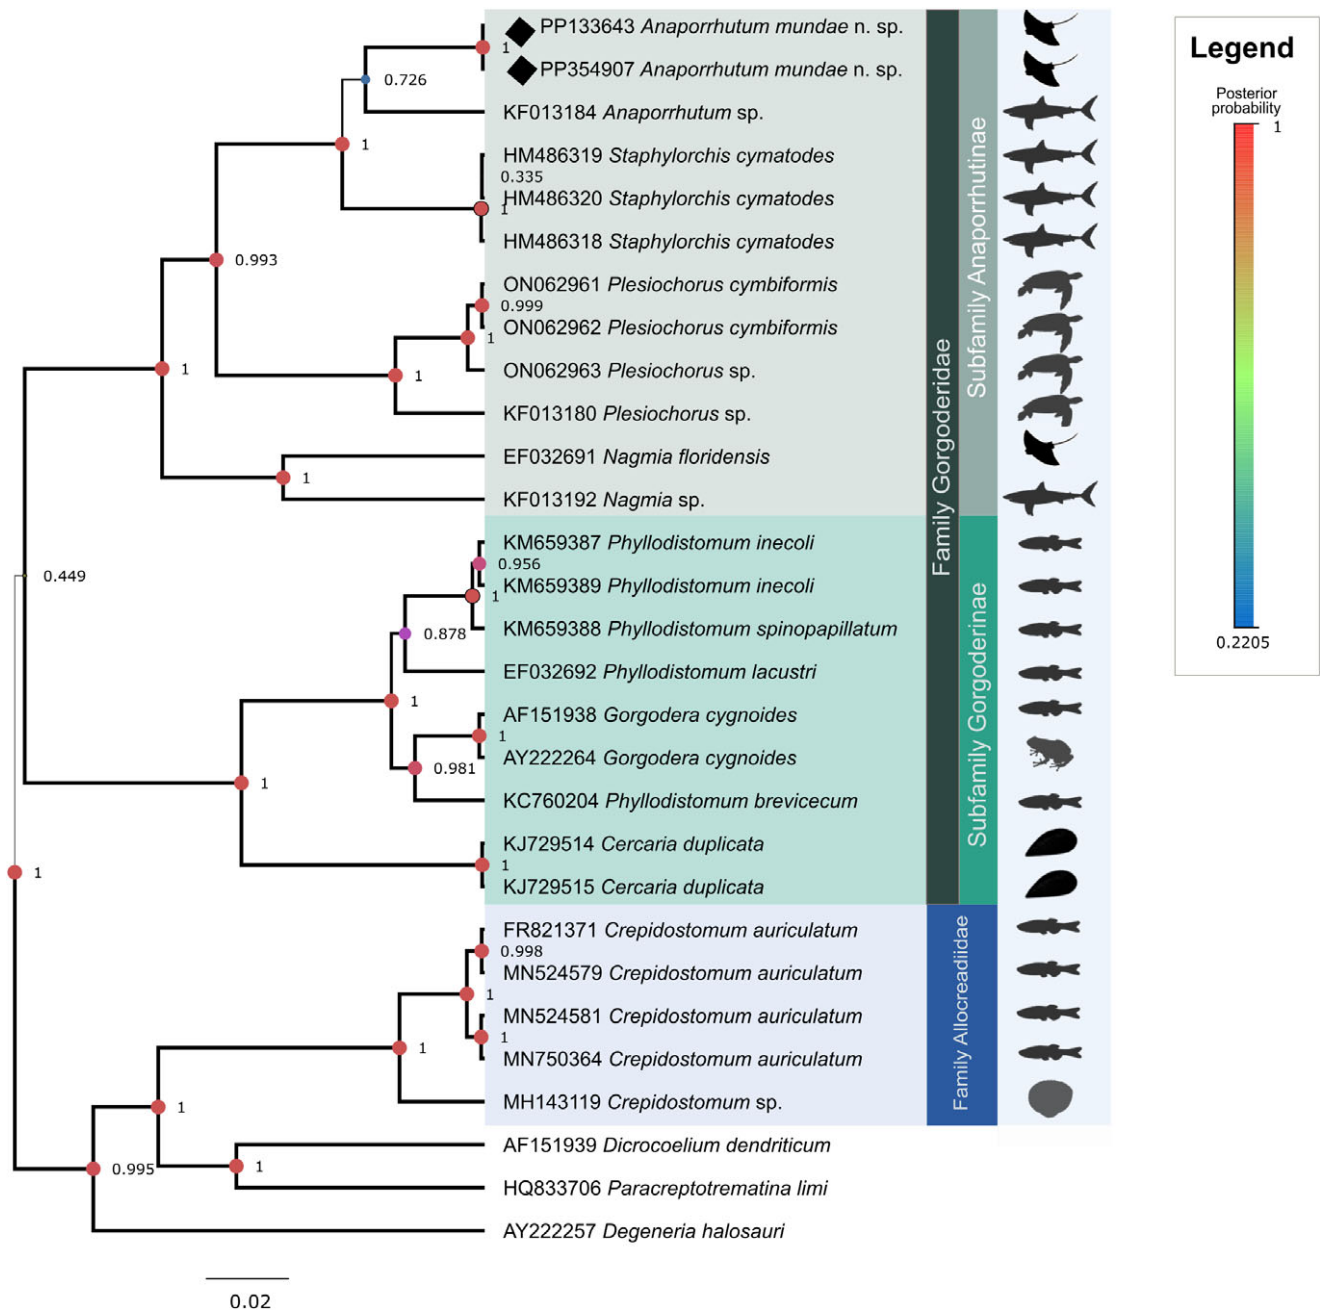 PP133643 Anaporrhutum mundae n. sp.
1
PP354907 Anaporrhutum mundae n. sp.
0.726
KF013184 Anaporrhutum sp.
1
HM486319 Staphylorchis cymatodes
0.335
HM486320 Staphylorchis cymatodes
1
HM486318 Staphylorchis cymatodes
0.993
ON062961 Plesiochorus cymbiformis
0.999
ON062962 Plesiochorus cymbiformis
1
ON062963 Plesiochorus sp.
1
1
KF013180 Plesiochorus sp.
EF032691 Nagmia floridensis
1
KF013192 Nagmia sp.
KM659387 Phyllodistomum inecoli
0.956
0.449
KM659389 Phyllodistomum inecoli
1
KM659388 Phyllodistomum spinopapillatum
0.878
EF032692 Phyllodistomum lacustri
1
AF151938 Gorgodera cygnoides
1
AY222264 Gorgodera cygnoides
0.981
1
KC760204 Phyllodistomum brevicecum
KJ729514 Cercaria duplicata
1
1
KJ729515 Cercaria duplicata
FR821371 Crepidostomum auriculatum
0.998
MN524579 Crepidostomum auriculatum
1
MN524581 Crepidostomum auriculatum
1
1
MN750364 Crepidostomum auriculatum
MH143119 Crepidostomum sp.
1
AF151939 Dicrocoelium dendriticum
1
0.995
HQ833706 Paracreptotrematina limi
AY222257 Degeneria halosauri
0.02
Family Gorgoderidae
Subfamily Anaporrhutinae
Subfamily Gorgoderinae
Family Allocreadiidae
Legend
Posterior
probability
1
0.2205